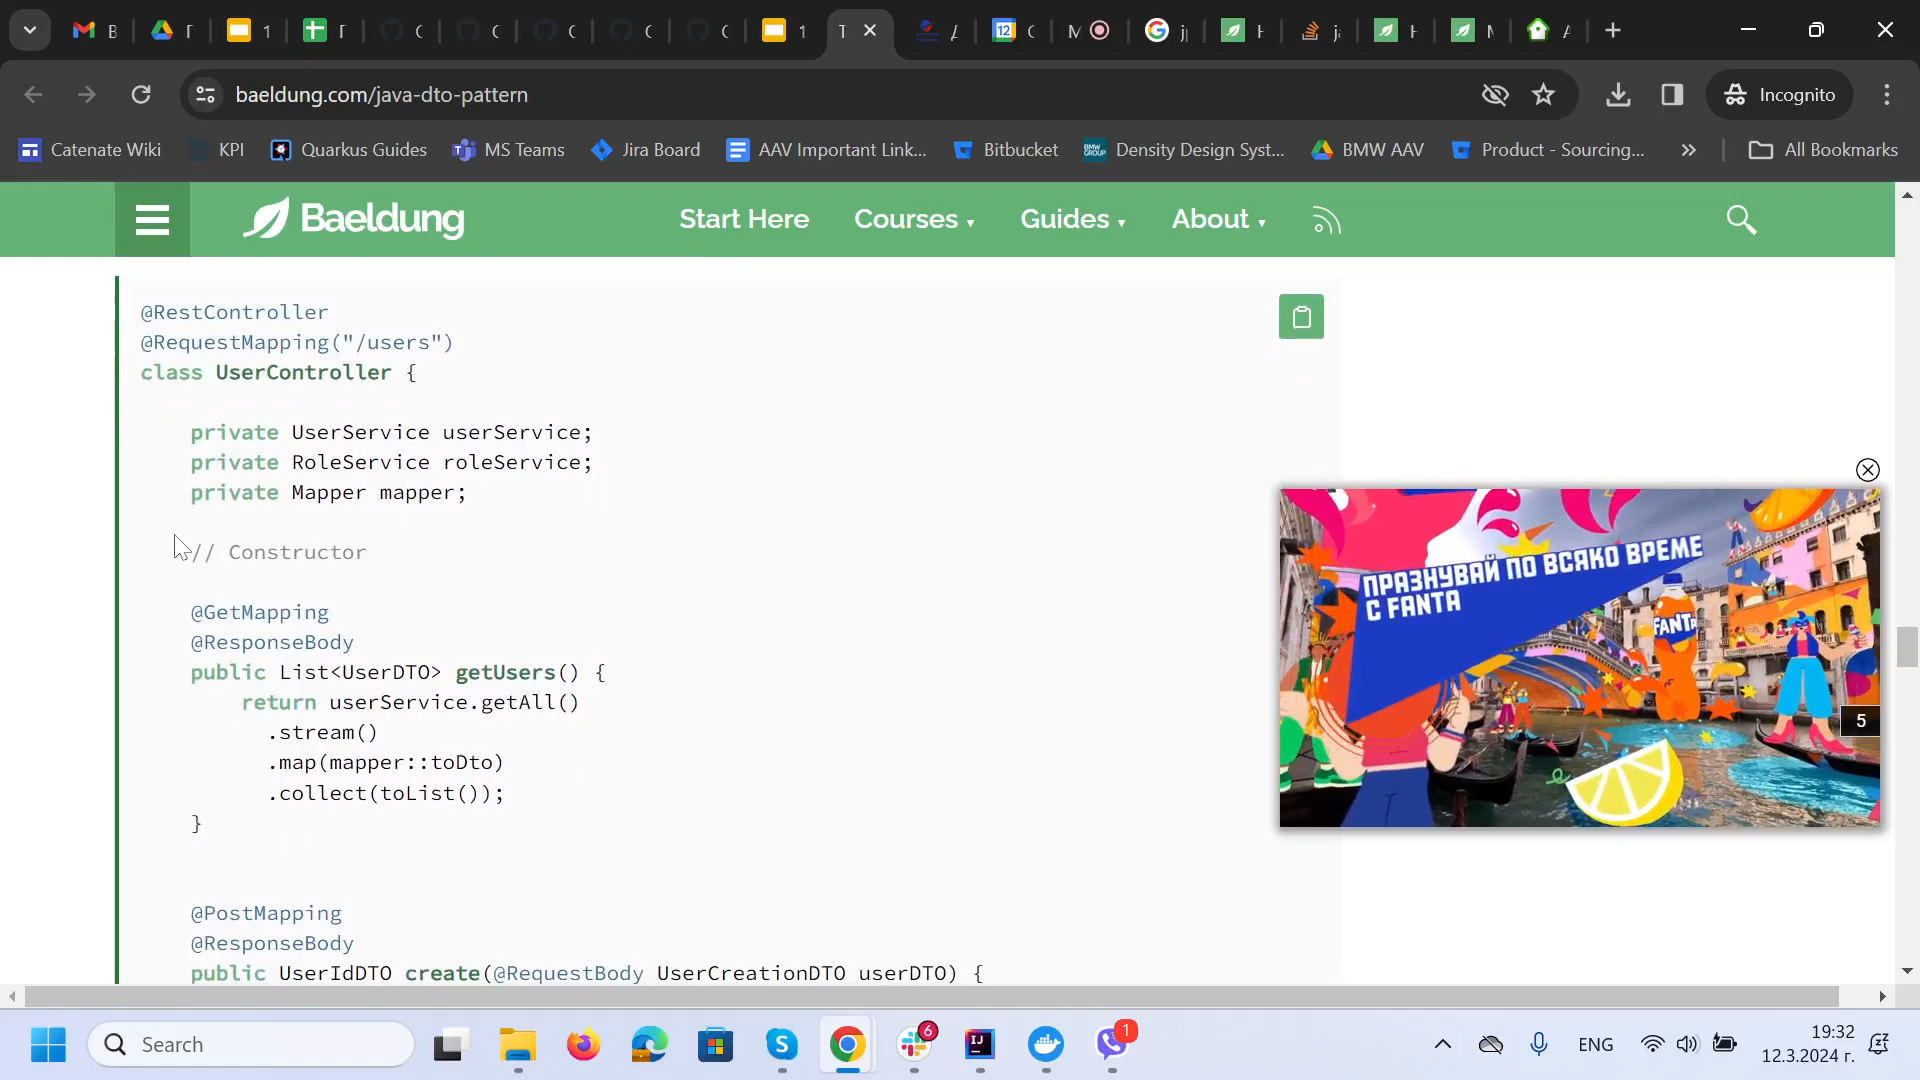 B
1
T
12
baeldung.com/java-dto-pattern
Incognito
Catenate Wiki
KPI
Quarkus Guides
MS Teams
Jira Board
AAV Important Link...
Bitbucket
Density Design Syst...
BMW AAV
Product - Sourcing...
»
All Bookmarks
Baeldung
Start Here
Courses
Guides
About
@RestController
@RequestMapping("/users")
class UserController {
private UserService userService;
private RoleService roleService;
private Mapper mapper;
// Constructor
@GetMapping
@ResponseBody
public List<UserDTO> getUsers() {
return userService.getAll()
.stream()
.map(mapper::toDto)
.collect(toList());
}
@PostMapping
@ResponseBody
public UserIdDTO create(@RequestBody UserCreationDTO userDTO) {
ПРАЗНУВАЙ ПО ВСЯКО ВРЕМЕ
С FANTA
FANTA
5
Search
6
1
ENG
19:32
12.3.2024 г.